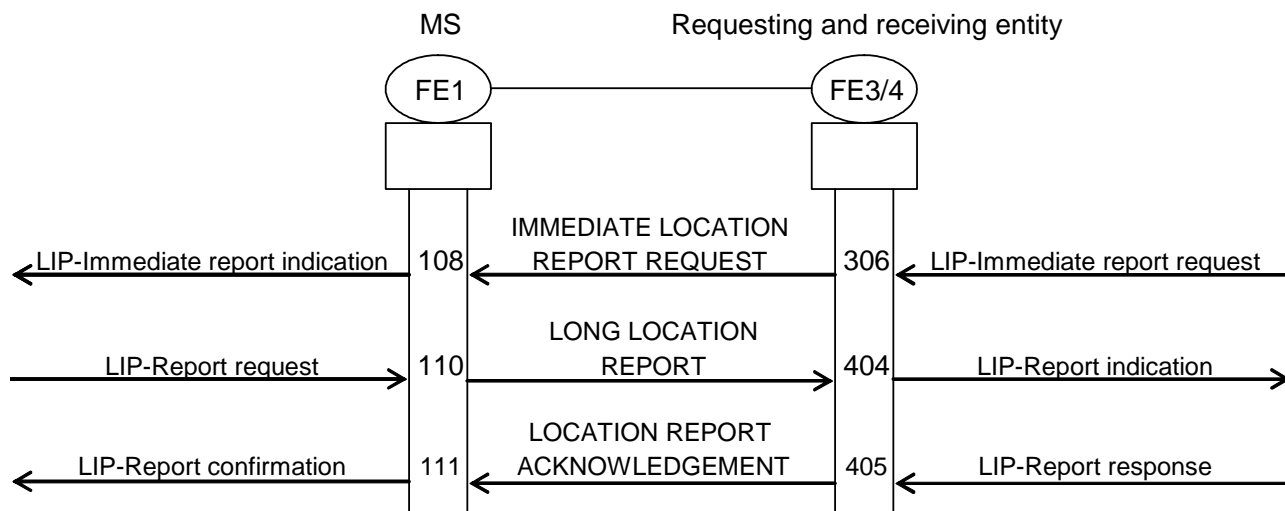 MS
Requesting and receiving entity
FE1
FE3/4
IMMEDIATE LOCATION
LIP-Immediate report indication
108
REPORT REQUEST
306
LIP-Immediate report request
LONG LOCATION
LIP-Report request
110
REPORT
404
LIP-Report indication
LOCATION REPORT
LIP-Report confirmation
111
ACKNOWLEDGEMENT
405
LIP-Report response